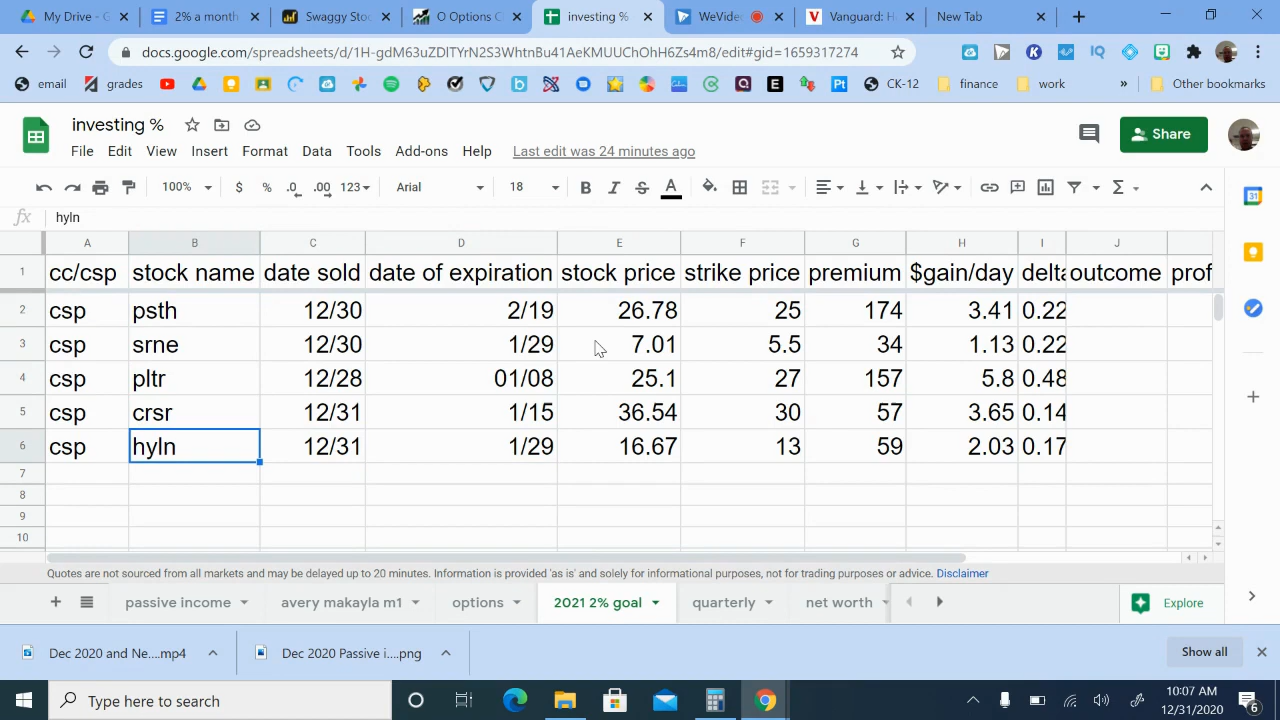 My Drive - G
2% a month
Swaggy Sto
O Options C
investing %
WeVideo
Vanguard: H
New Tab
docs.google.com/spreadsheets/d/1H-gdM63uZDlTYrN2S3WhtnBu41AeKMUUChOhH6Zs4m8/edit#gid=1659317274
email
grades
CK-12
finance
work
»
Other bookmarks
investing %
Share
File Edit View Insert Format Data Tools Add-ons Help Last edit was 24 minutes ago
100% $ % .0 .00 123 Arial 18 B I S A
fx hyln
A B C D E F G H I J
1 cc/csp stock name date sold date of expiration stock price strike price premium $gain/day delta outcome prof
2 csp psth 12/30 2/19 26.78 25 174 3.41 0.22
3 csp srne 12/30 1/29 7.01 5.5 34 1.13 0.22
4 csp pltr 12/28 01/08 25.1 27 157 5.8 0.48
5 csp crsr 12/31 1/15 36.54 30 57 3.65 0.14
6 csp hyln 12/31 1/29 16.67 13 59 2.03 0.17
7
8
9
10
Quotes are not sourced from all markets and may be delayed up to 20 minutes. Information is provided 'as is' and solely for informational purposes, not for trading purposes or advice. Disclaimer
passive income avery makayla m1 options 2021 2% goal quarterly net worth Explore
Dec 2020 and Ne....mp4
Dec 2020 Passive i....png
Show all
Type here to search
10:07 AM
12/31/2020
6